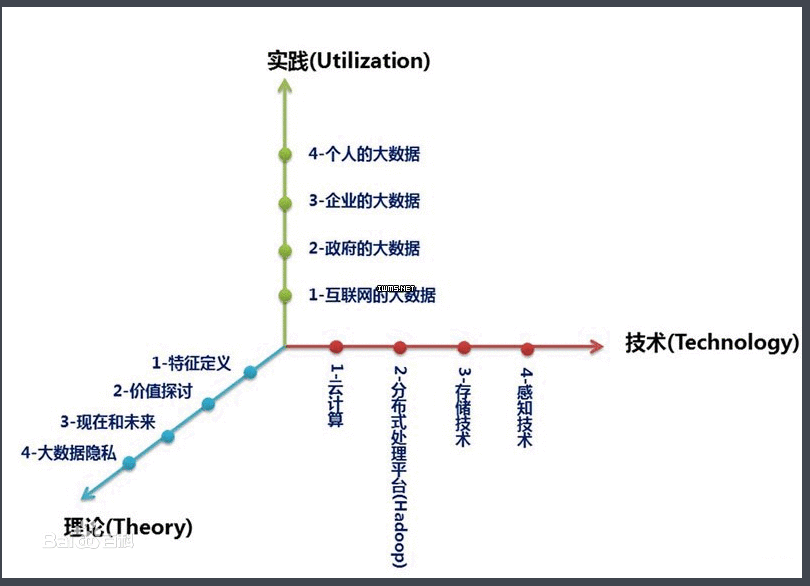 实践(Utilization)
4-个人的大数据
3-企业的大数据
2-政府的大数据
1-互联网的大数据
IUMS.NET
技术(Technology)
1-云计算
2-分布式处理平台(Hadoop)
3-存储技术
4-感知技术
1-特征定义
2-价值探讨
3-现在和未来
4-大数据隐私
理论(Theory)
Bai百科